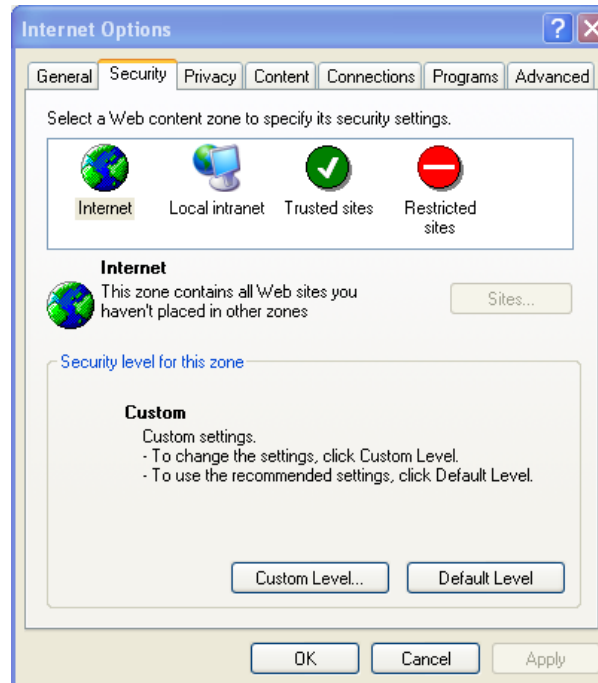 Internet Options
General Security Privacy Content Connections Programs Advanced
Select a Web content zone to specify its security settings.
Internet Local intranet Trusted sites Restricted sites
Internet
This zone contains all Web sites you
haven't placed in other zones
Sites...
Security level for this zone
Custom
Custom settings.
- To change the settings, click Custom Level.
- To use the recommended settings, click Default Level.
Custom Level... Default Level
OK Cancel Apply